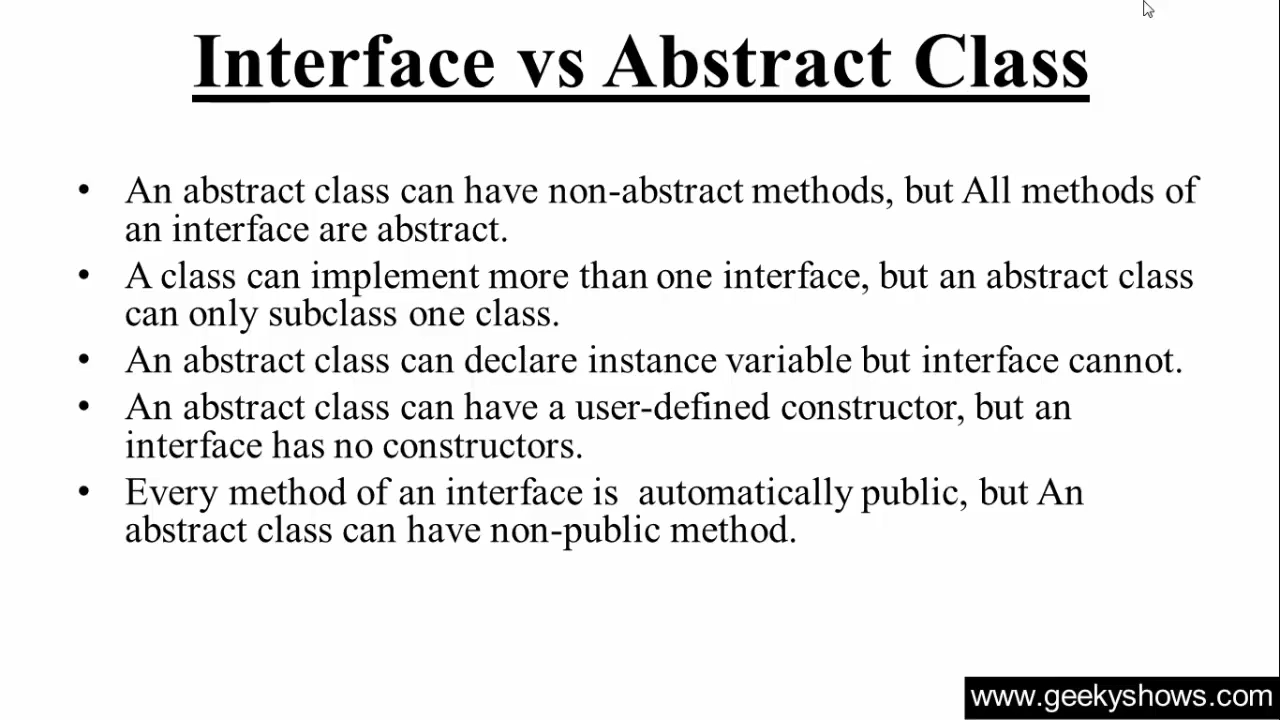 Interface vs Abstract Class
• An abstract class can have non-abstract methods, but All methods of
an interface are abstract.
• A class can implement more than one interface, but an abstract class
can only subclass one class.
• An abstract class can declare instance variable but interface cannot.
• An abstract class can have a user-defined constructor, but an
interface has no constructors.
• Every method of an interface is  automatically public, but An
abstract class can have non-public method.
www.geekyshows.com